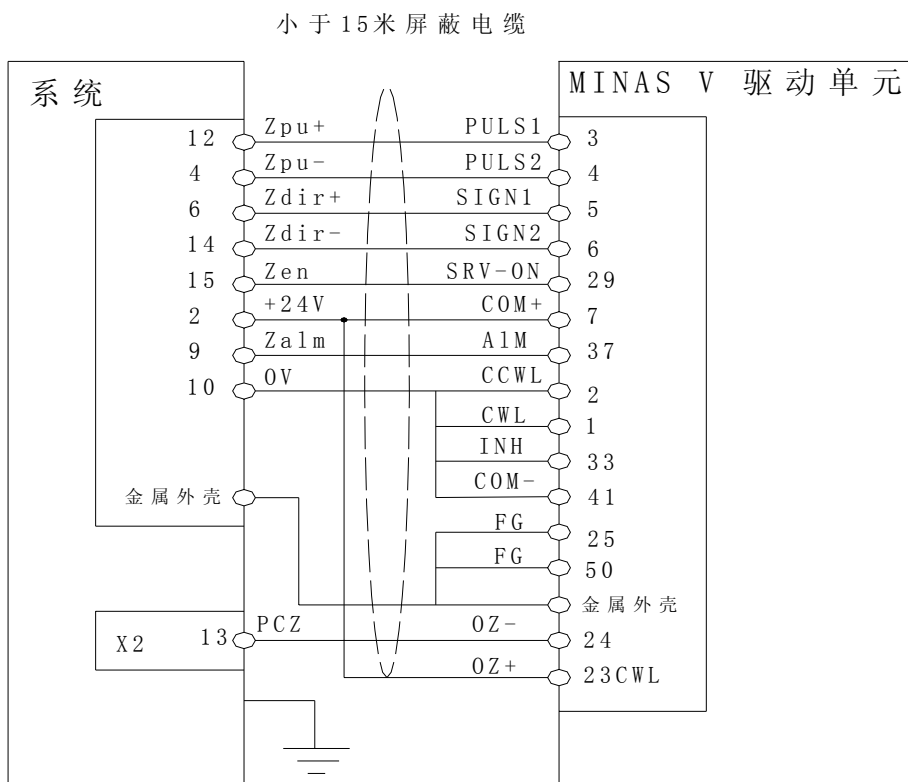 小于15米屏蔽电缆
系统
MINAS V 驱动单元
12 Zpu+ PULS1 3
4 Zpu- PULS2 4
6 Zdir+ SIGN1 5
14 Zdir- SIGN2 6
15 Zen SRV-ON 29
2 +24V COM+ 7
9 Zalm AlM 37
10 0V CCWL 2
CWL 1
INH 33
COM- 41
金属外壳
FG 25
FG 50
金属外壳
X2 13 PCZ OZ- 24
OZ+ 23CWL